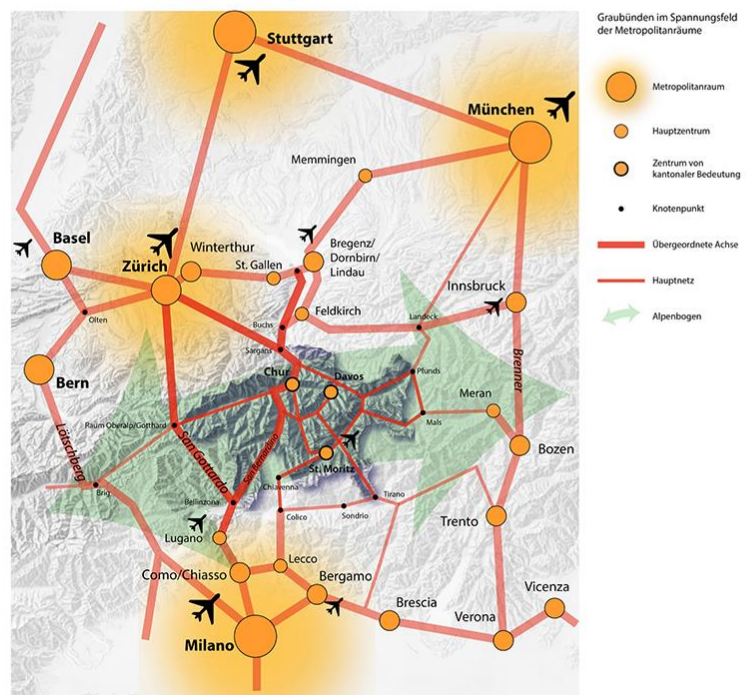 Graubünden im Spannungsfeld
der Metropolitanräume
Metropolitanraum
Hauptzentrum
Zentrum von
kantonaler Bedeutung
Knotenpunkt
Übergeordnete Achse
Hauptnetz
Alpenbogen
Stuttgart
München
Memmingen
Basel
Zürich
Winterthur
St. Gallen
Bregenz/
Dornbirn/
Lindau
Innsbruck
Olten
Buchs
Feldkirch
Landeck
Sargans
Bern
Chur
Davos
Pfunds
Brenner
Meran
Mals
Raum Oberalp/Gotthard
Lötschberg
San Gottardo
San Bernardino
St. Moritz
Bozen
Brig
Chiavenna
Tirano
Bellinzona
Colico
Sondrio
Trento
Lugano
Lecco
Como/Chiasso
Bergamo
Brescia
Vicenza
Verona
Milano